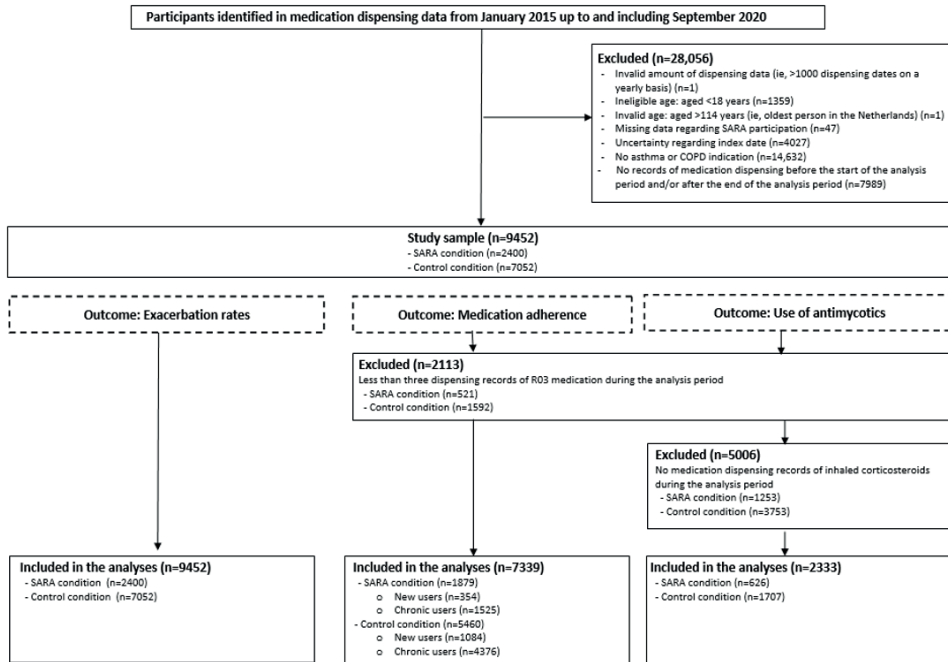 Participants identified in medication dispensing data from January 2015 up to and including September 2020
Excluded (n=28,056)
- Invalid amount of dispensing data (ie, >1000 dispensing dates on a
yearly basis) (n=1)
- Ineligible age: aged <18 years (n=1359)
- Invalid age: aged >114 years (ie, oldest person in the Netherlands) (n=1)
- Missing data regarding SARA participation (n=47)
- Uncertainty regarding index date (n=4027)
- No asthma or COPD indication (n=14,632)
- No records of medication dispensing before the start of the analysis
period and/or after the end of the analysis period (n=7989)
Study sample (n=9452)
- SARA condition (n=2400)
- Control condition (n=7052)
Outcome: Exacerbation rates
Outcome: Medication adherence
Outcome: Use of antimycotics
Excluded (n=2113)
Less than three dispensing records of R03 medication during the analysis period
- SARA condition (n=521)
- Control condition (n=1592)
Excluded (n=5006)
No medication dispensing records of inhaled corticosteroids
during the analysis period
- SARA condition (n=1253)
- Control condition (n=3753)
Included in the analyses (n=9452)
- SARA condition (n=2400)
- Control condition (n=7052)
Included in the analyses (n=7339)
- SARA condition (n=1879)
o New users (n=354)
o Chronic users (n=1525)
- Control condition (n=5460)
o New users (n=1084)
o Chronic users (n=4376)
Included in the analyses (n=2333)
- SARA condition (n=626)
- Control condition (n=1707)